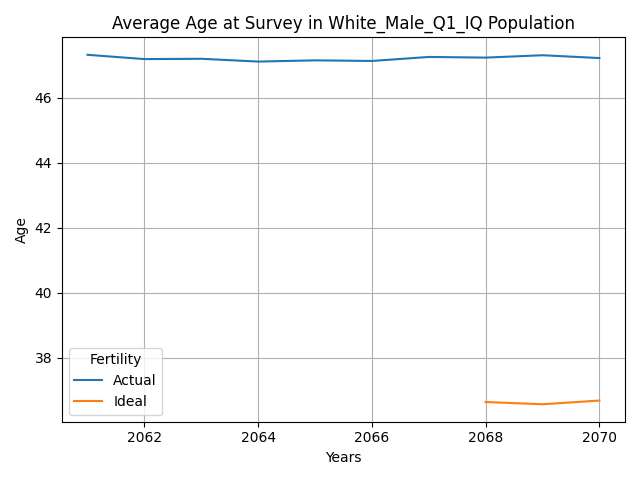 Average Age at Survey in White_Male_Q1_IQ Population
Age
46
44
42
40
38
Fertility
Actual
Ideal
2062 2064 2066 2068 2070
Years